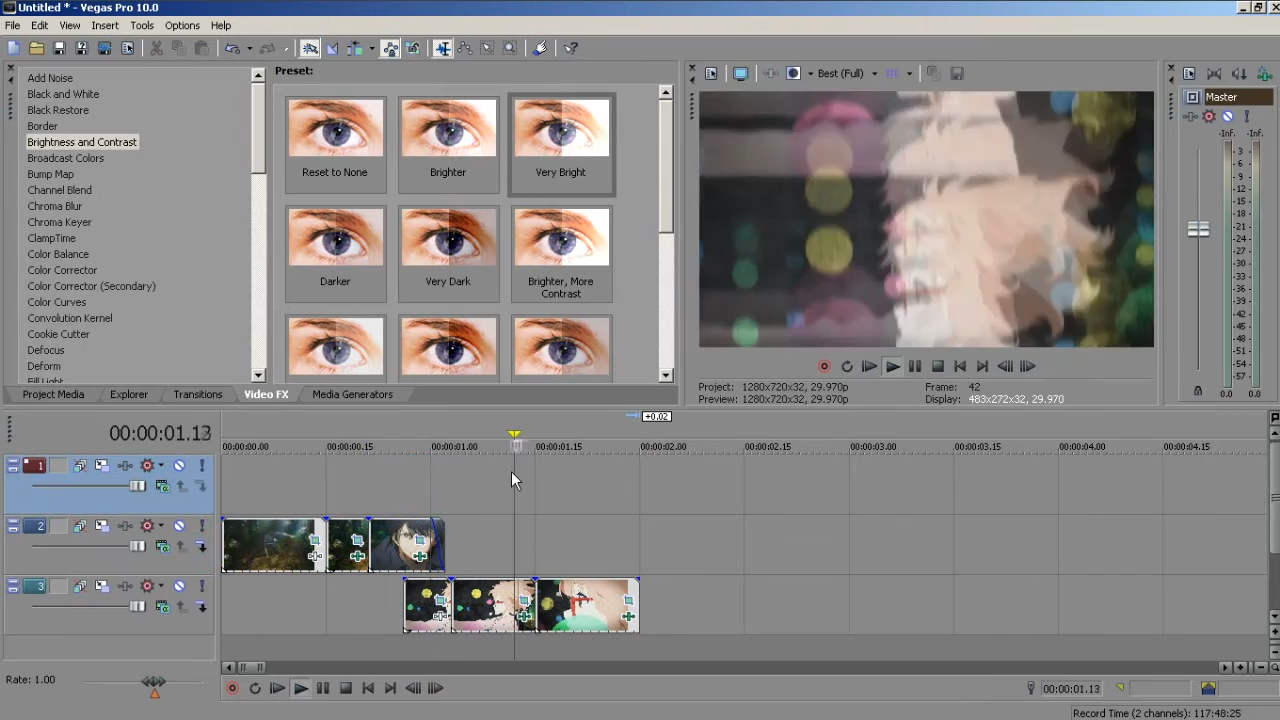 Untitled * - Vegas Pro 10.0
File Edit View Insert Tools Options Help
Add Noise
Black and White
Black Restore
Border
Brightness and Contrast
Broadcast Colors
Bump Map
Channel Blend
Chroma Blur
Chroma Keyer
ClampTime
Color Balance
Color Corrector
Color Corrector (Secondary)
Color Curves
Convolution Kernel
Cookie Cutter
Defocus
Deform
Fill Light
Preset:
Reset to None
Brighter
Very Bright
Darker
Very Dark
Brighter, More Contrast
Project Media Explorer Transitions Video FX Media Generators
Best (Full)
Project: 1280x720x32, 29.970p
Preview: 1280x720x32, 29.970p
Frame: 42
Display: 483x272x32, 29.970
Master
-Inf. -Inf.
3
6
9
12
15
18
21
24
27
30
33
36
39
42
45
48
51
54
57
0.0 0.0
+0.02
00:00:01.13
00:00:00.00 00:00:00.15 00:00:01.00 00:00:01.15 00:00:02.00 00:00:02.15 00:00:03.00 00:00:03.15 00:00:04.00 00:00:04.15
1
2
3
Rate: 1.00
00:00:01.13
Record Time (2 channels): 117:48:25